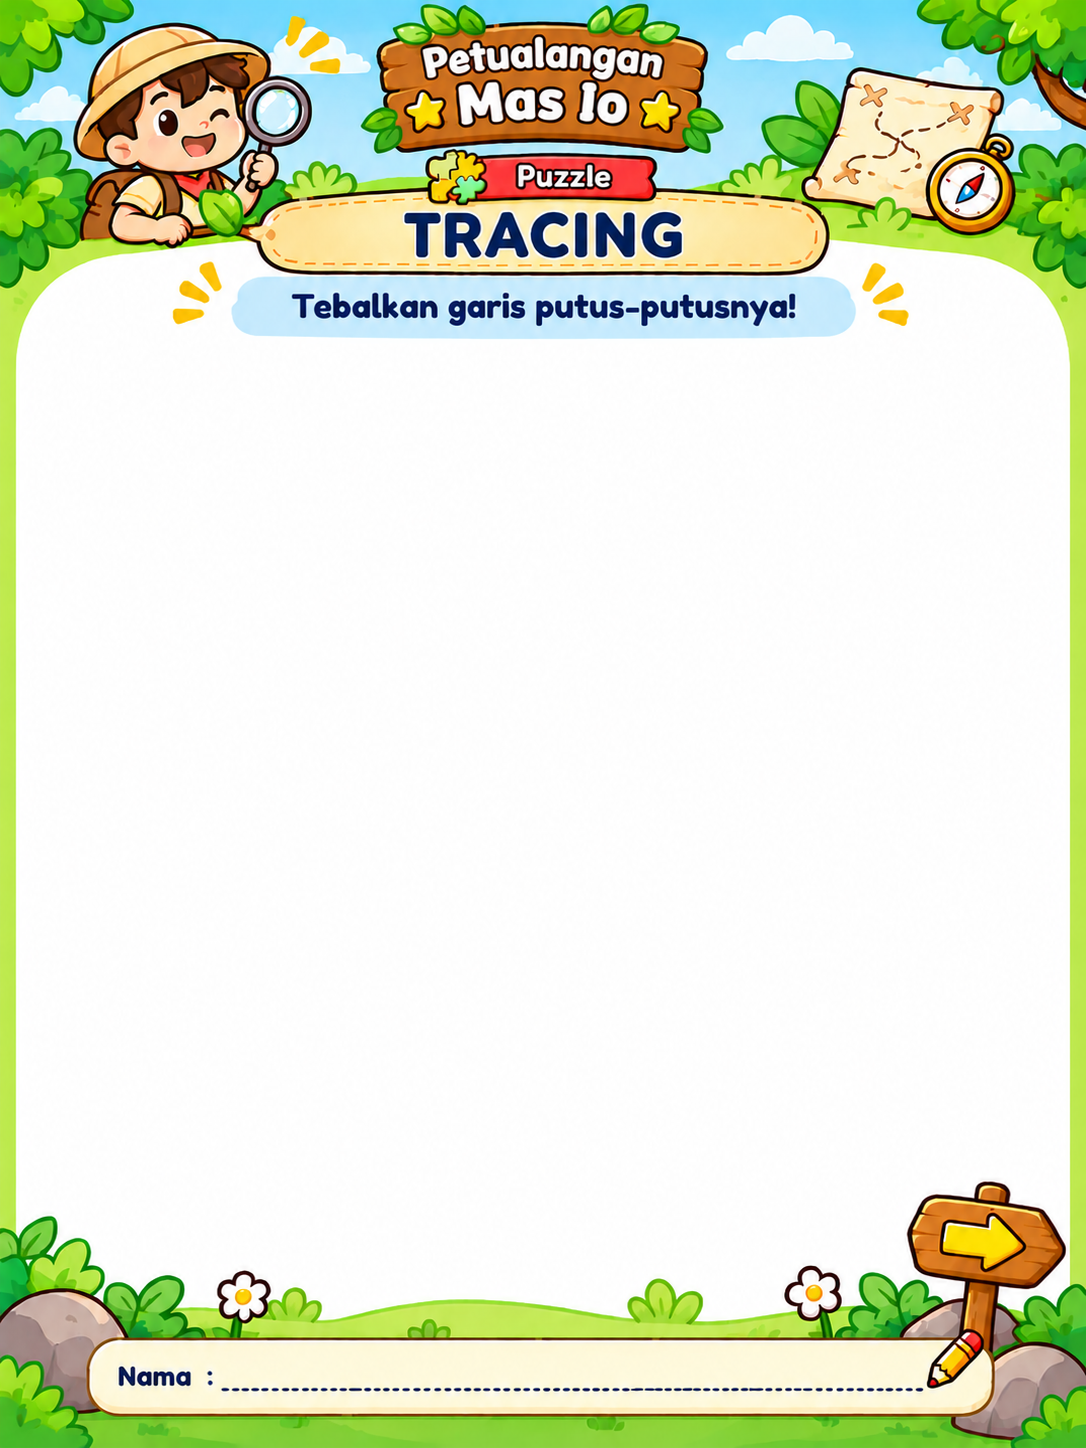 Petualangan
Mas Io
Puzzle
TRACING
Tebalkan garis putus-putusnya!
Nama :